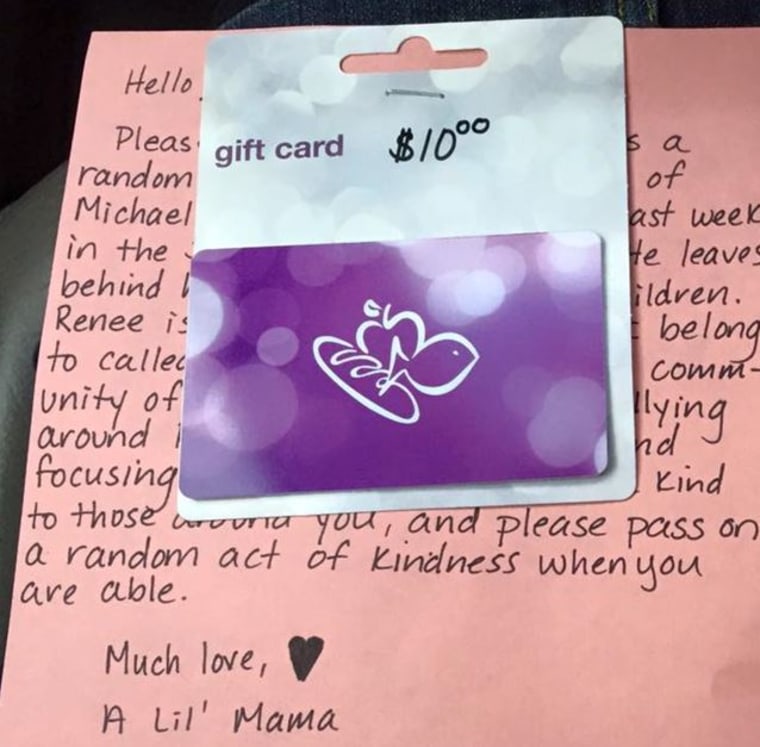 Hello
gift card $10⁰⁰
Pleas s a
random of
Michael ast week
in the He leaves
behind ildren.
Renee is belong
to called comm-
unity of llying
around nd
focusing kind
to those around you, and please pass on
a random act of kindness when you
are able.
Much love, ♥
A Lil' Mama